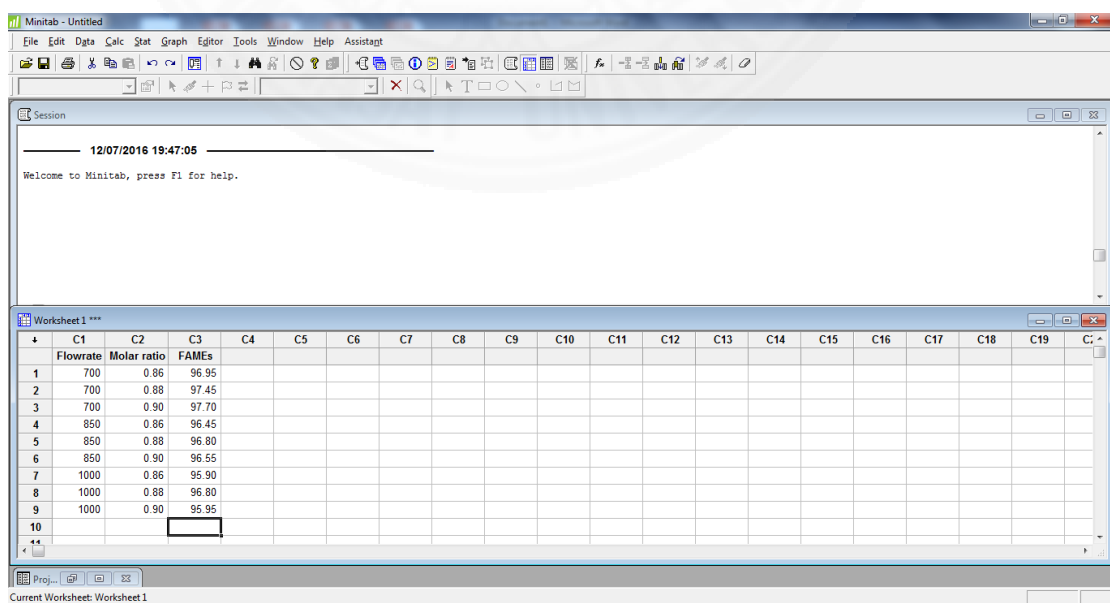 Minitab - Untitled
File Edit Data Calc Stat Graph Editor Tools Window Help Assistant
Session
12/07/2016 19:47:05
Welcome to Minitab, press F1 for help.
Worksheet 1 ***
C1 C2 C3 C4 C5 C6 C7 C8 C9 C10 C11 C12 C13 C14 C15 C16 C17 C18 C19
Flowrate Molar ratio FAMEs
1 700 0.86 96.95
2 700 0.88 97.45
3 700 0.90 97.70
4 850 0.86 96.45
5 850 0.88 96.80
6 850 0.90 96.55
7 1000 0.86 95.90
8 1000 0.88 96.80
9 1000 0.90 95.95
10
11
Proj...
Current Worksheet: Worksheet 1